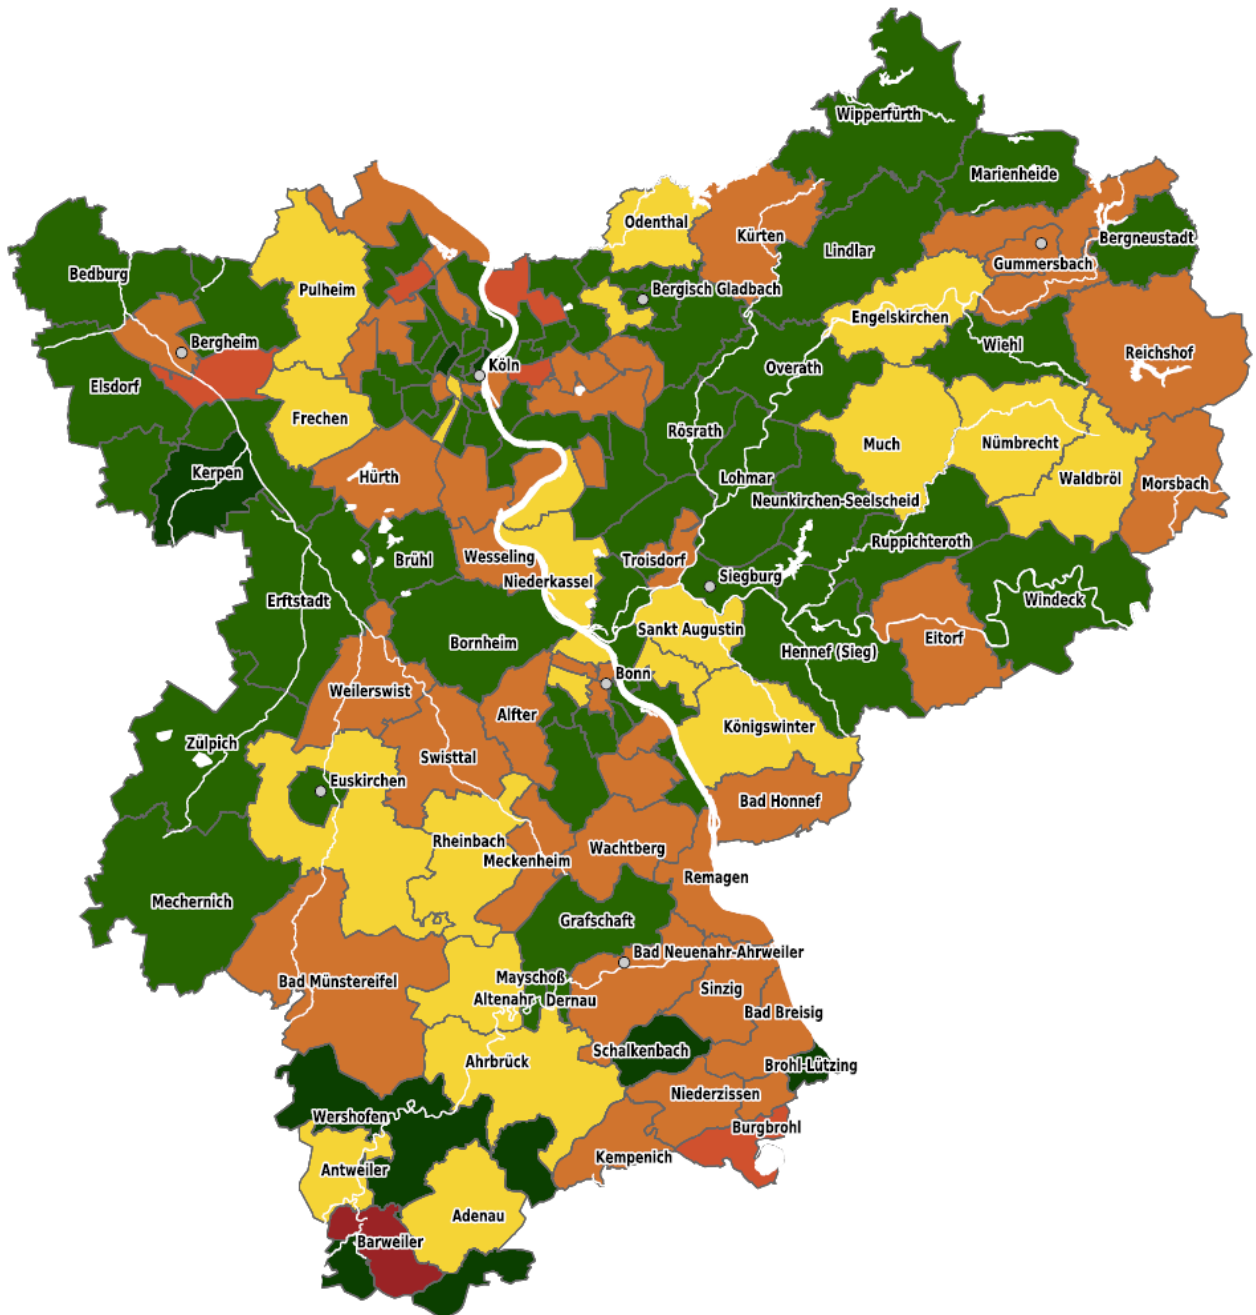 Wipperfürth
Marienheide
Odenthal
Kürten
Bergneustadt
Lindlar
Gummersbach
Bedburg
Pulheim
Bergisch Gladbach
Engelskirchen
Bergheim
Wiehl
Reichshof
Köln
Overath
Elsdorf
Frechen
Rösrath
Much
Nümbrecht
Kerpen
Hürth
Lohmar
Waldbröl
Morsbach
Neunkirchen-Seelscheid
Ruppichteroth
Brühl
Wesseling
Troisdorf
Niederkassel
Siegburg
Erftstadt
Windeck
Sankt Augustin
Bornheim
Eitorf
Hennef (Sieg)
Bonn
Weilerswist
Alfter
Königswinter
Zülpich
Swisttal
Euskirchen
Bad Honnef
Rheinbach
Wachtberg
Meckenheim
Remagen
Mechernich
Grafschaft
Bad Neuenahr-Ahrweiler
Mayschoß
Bad Münstereifel
Sinzig
Altenahr
Dernau
Bad Breisig
Schalkenbach
Ahrbrück
Brohl-Lützing
Niederzissen
Wershofen
Burgbrohl
Kempenich
Antweiler
Adenau
Barweiler